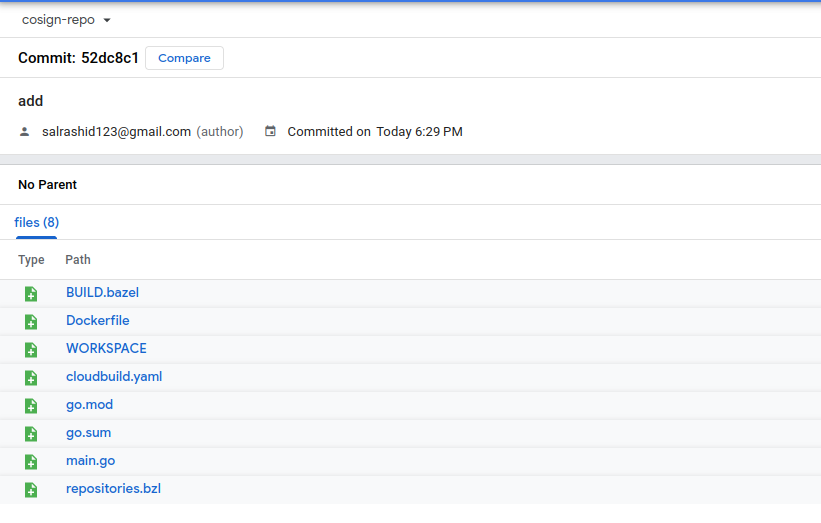 cosign-repo
Commit: 52dc8c1 Compare
add
salrashid123@gmail.com (author) Committed on Today 6:29 PM
No Parent
files (8)
Type Path
BUILD.bazel
Dockerfile
WORKSPACE
cloudbuild.yaml
go.mod
go.sum
main.go
repositories.bzl